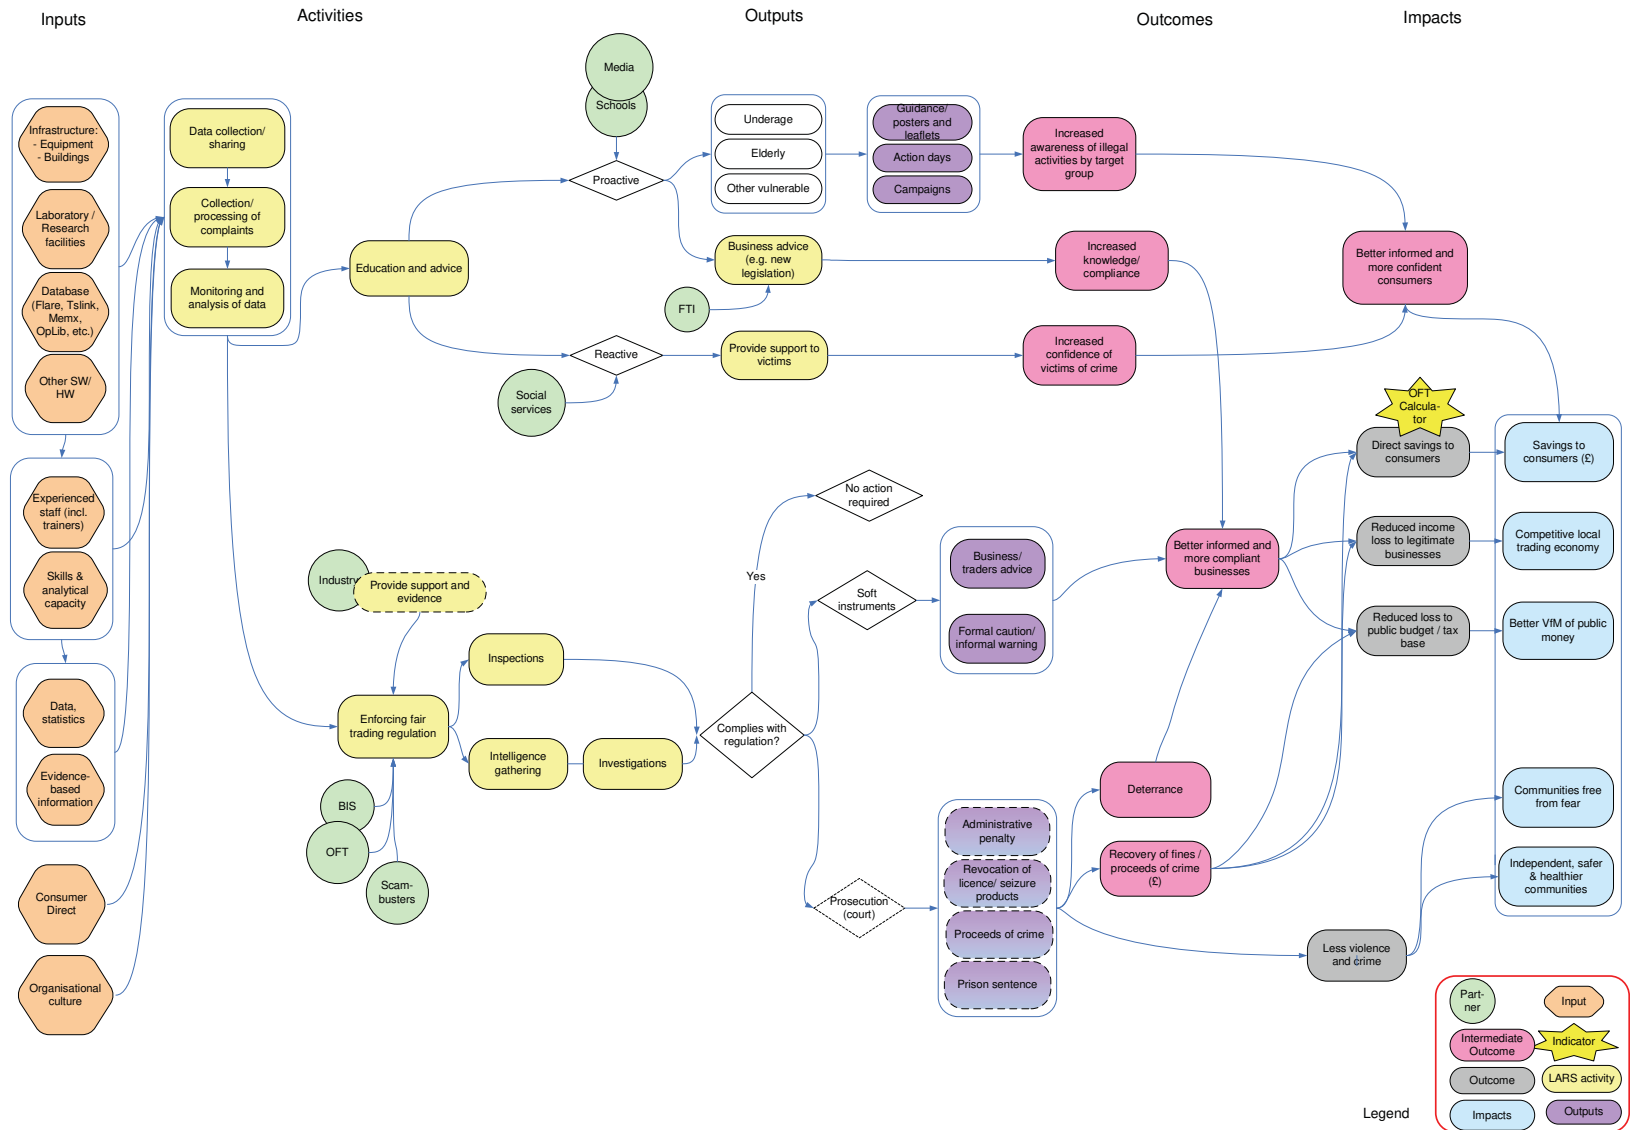 Inputs
Activities
Outputs
Outcomes
Impacts
Infrastructure:
- Equipment
- Buildings
Laboratory /
Research
facilities
Database
(Flare, Tslink,
Memx,
OpLib, etc.)
Other SW/
HW
Experienced
staff (incl.
trainers)
Skills &
analytical
capacity
Data,
statistics
Evidence-
based
information
Consumer
Direct
Organisational
culture
Data collection/
sharing
Collection/
processing of
complaints
Monitoring and
analysis of data
Education and advice
Media
Schools
Proactive
Reactive
Social
services
Underage
Elderly
Other vulnerable
Guidance/
posters and
leaflets
Action days
Campaigns
Increased
awareness of illegal
activities by target
group
Business advice
(e.g. new
legislation)
FTI
Increased
knowledge/
compliance
Provide support to
victims
Increased
confidence of
victims of crime
Better informed and
more confident
consumers
Industry
Provide support and
evidence
Enforcing fair
trading regulation
BIS
OFT
Scam-
busters
Inspections
Intelligence
gathering
Investigations
Complies with
regulation?
Yes
No action
required
Soft
instruments
Prosecution
(court)
Business/
traders advice
Formal caution/
informal warning
Administrative
penalty
Revocation of
licence/ seizure
products
Proceeds of crime
Prison sentence
Better informed and
more compliant
businesses
Deterrance
Recovery of fines /
proceeds of crime
(£)
OFT
Calcula-
tor
Direct savings to
consumers
Reduced income
loss to legitimate
businesses
Reduced loss to
public budget / tax
base
Less violence
and crime
Savings to
consumers (£)
Competitive local
trading economy
Better VfM of public
money
Communities free
from fear
Independent, safer
& healthier
communities
Legend
Part-
ner
Input
Intermediate
Outcome
Indicator
Outcome
LARS activity
Impacts
Outputs